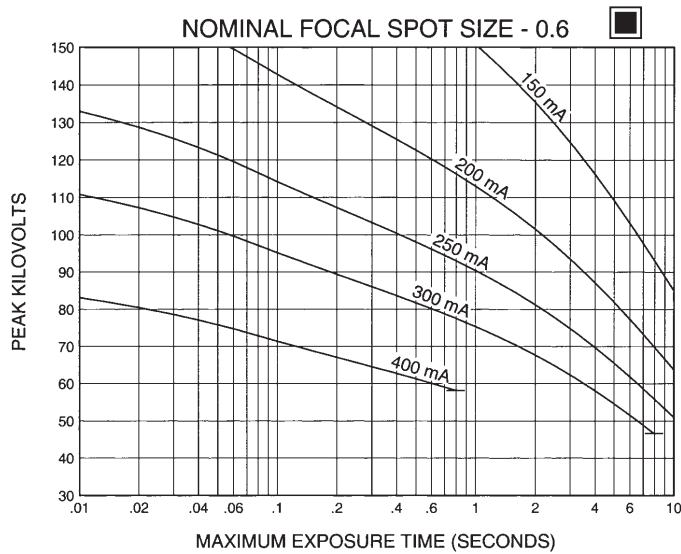 NOMINAL FOCAL SPOT SIZE - 0.6
150
140
130
120
110
100
90
80
70
60
50
40
30
PEAK KILOVOLTS
150 mA
200 mA
250 mA
300 mA
400 mA
.01 .02 .04 .06 .1 .2 .4 .6 1 2 4 6 10
MAXIMUM EXPOSURE TIME (SECONDS)